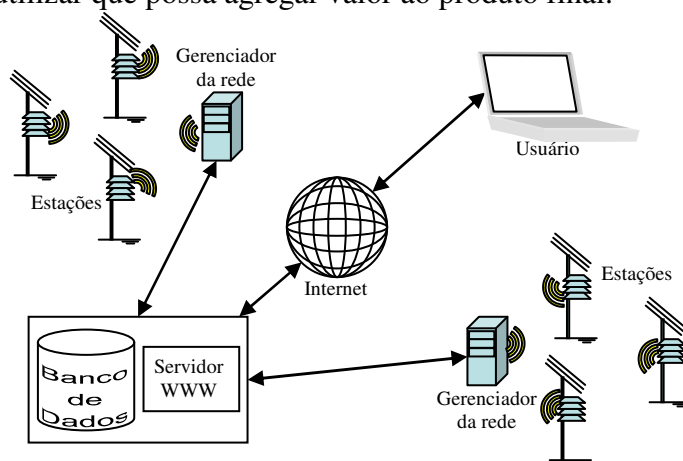 utilizar que possa agregar valor ao produto final.
Gerenciador
da rede
Usuário
Estações
Internet
Estações
Banco
de
Dados
Servidor
WWW
Gerenciador
da rede